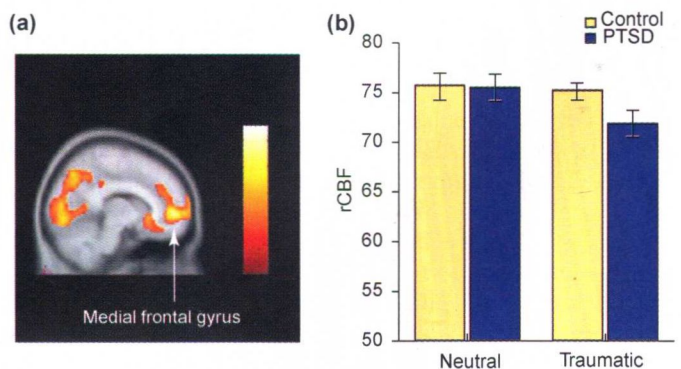 (a)
Medial frontal gyrus
(b)
Control
PTSD
rCBF
80
75
70
65
60
55
50
Neutral
Traumatic